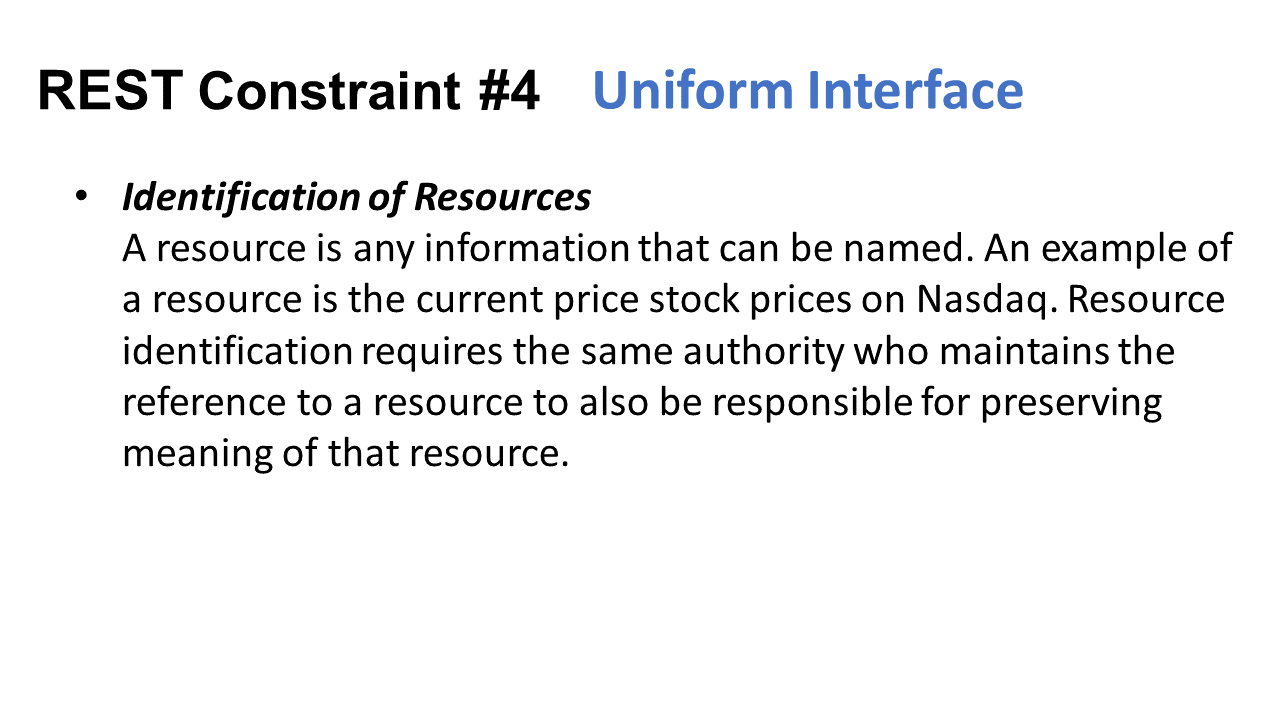 REST Constraint #4 Uniform Interface
• Identification of Resources
A resource is any information that can be named. An example of
a resource is the current price stock prices on Nasdaq. Resource
identification requires the same authority who maintains the
reference to a resource to also be responsible for preserving
meaning of that resource.